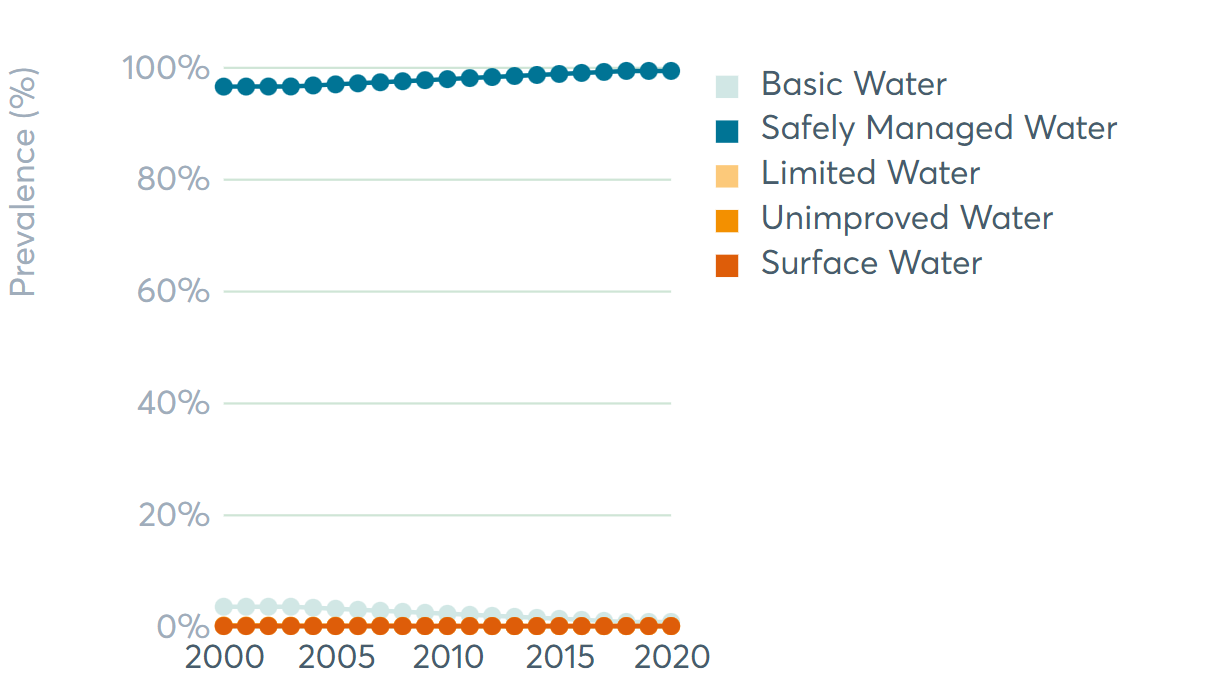 Prevalence (%)
100%
80%
60%
40%
20%
0%
2000 2005 2010 2015 2020
Basic Water
Safely Managed Water
Limited Water
Unimproved Water
Surface Water